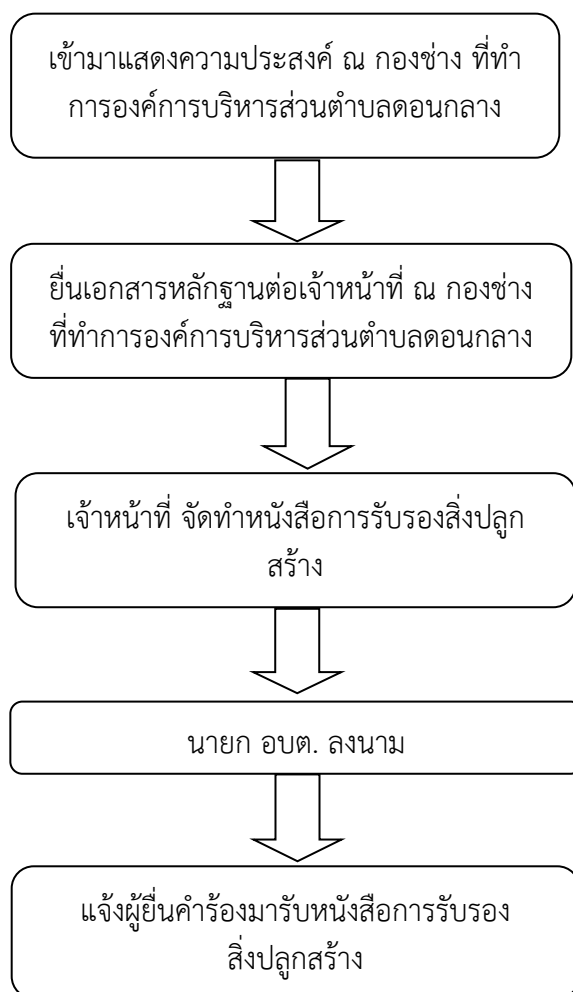 เข้ามาแสดงความประสงค์ ณ กองช่าง ที่ทำ
การองค์การบริหารส่วนตำบลดอนกลาง
ยื่นเอกสารหลักฐานต่อเจ้าหน้าที่ ณ กองช่าง
ที่ทำการองค์การบริหารส่วนตำบลดอนกลาง
เจ้าหน้าที่ จัดทำหนังสือการรับรองสิ่งปลูก
สร้าง
นายก อบต. ลงนาม
แจ้งผู้ยื่นคำร้องมารับหนังสือการรับรอง
สิ่งปลูกสร้าง